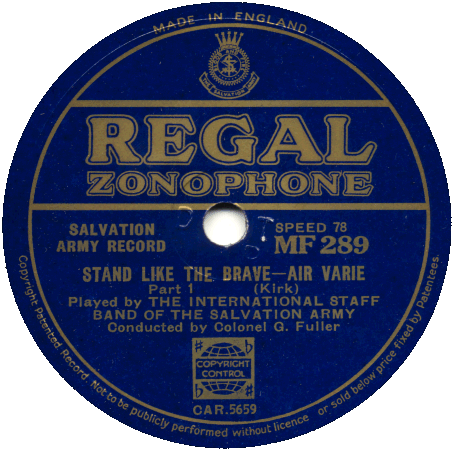 MADE IN ENGLAND
THE SALVATION ARMY
REGAL
ZONOPHONE
SALVATION
ARMY RECORD
SPEED 78
MF 289
STAND LIKE THE BRAVE—AIR VARIE
Part 1 (Kirk)
Played by THE INTERNATIONAL STAFF
BAND OF THE SALVATION ARMY
Conducted by Colonel G. Fuller
COPYRIGHT
CONTROL
CAR.5659
Copyright Patented Record. Not to be publicly performed without licence or sold below price fixed by Patentees.